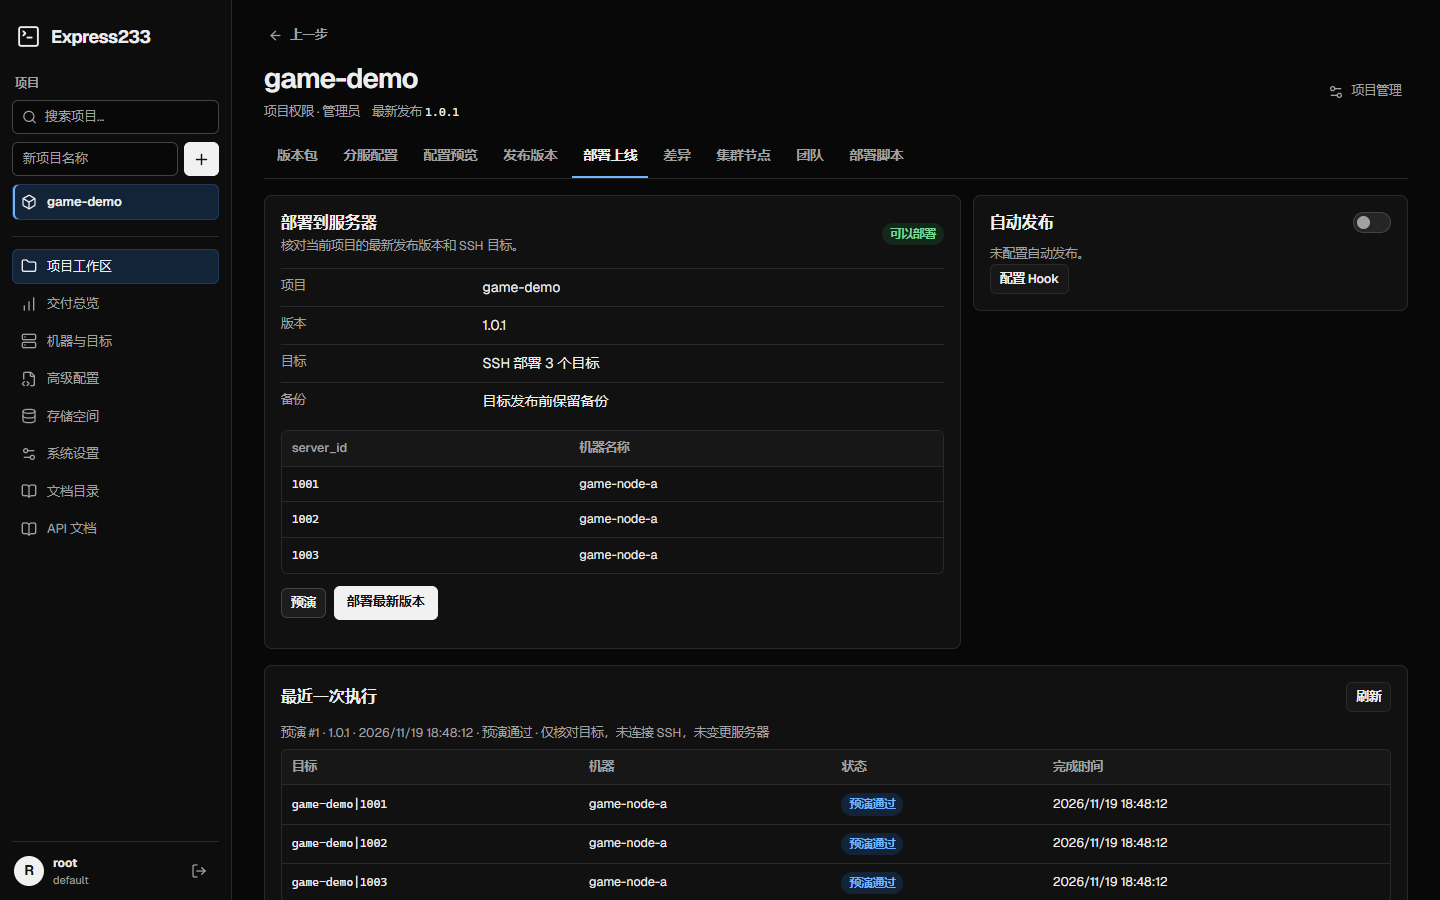 Express233
项目
搜索项目...
新项目名称
game-demo
项目工作区
交付总览
机器与目标
高级配置
存储空间
系统设置
文档目录
API 文档
R
root
default
上一步
game-demo
项目权限 · 管理员 最新发布 1.0.1
项目管理
版本包 分服配置 配置预览 发布版本 部署上线 差异 集群节点 团队 部署脚本
部署到服务器
核对当前项目的最新发布版本和 SSH 目标。
可以部署
项目 game-demo
版本 1.0.1
目标 SSH 部署 3 个目标
备份 目标发布前保留备份
server_id 机器名称
1001 game-node-a
1002 game-node-a
1003 game-node-a
预演 部署最新版本
自动发布
未配置自动发布。
配置 Hook
最近一次执行
刷新
预演 #1 · 1.0.1 · 2026/11/19 18:48:12 · 预演通过 · 仅核对目标，未连接 SSH，未变更服务器
目标 机器 状态 完成时间
game-demo|1001 game-node-a 预演通过 2026/11/19 18:48:12
game-demo|1002 game-node-a 预演通过 2026/11/19 18:48:12
game-demo|1003 game-node-a 预演通过 2026/11/19 18:48:12